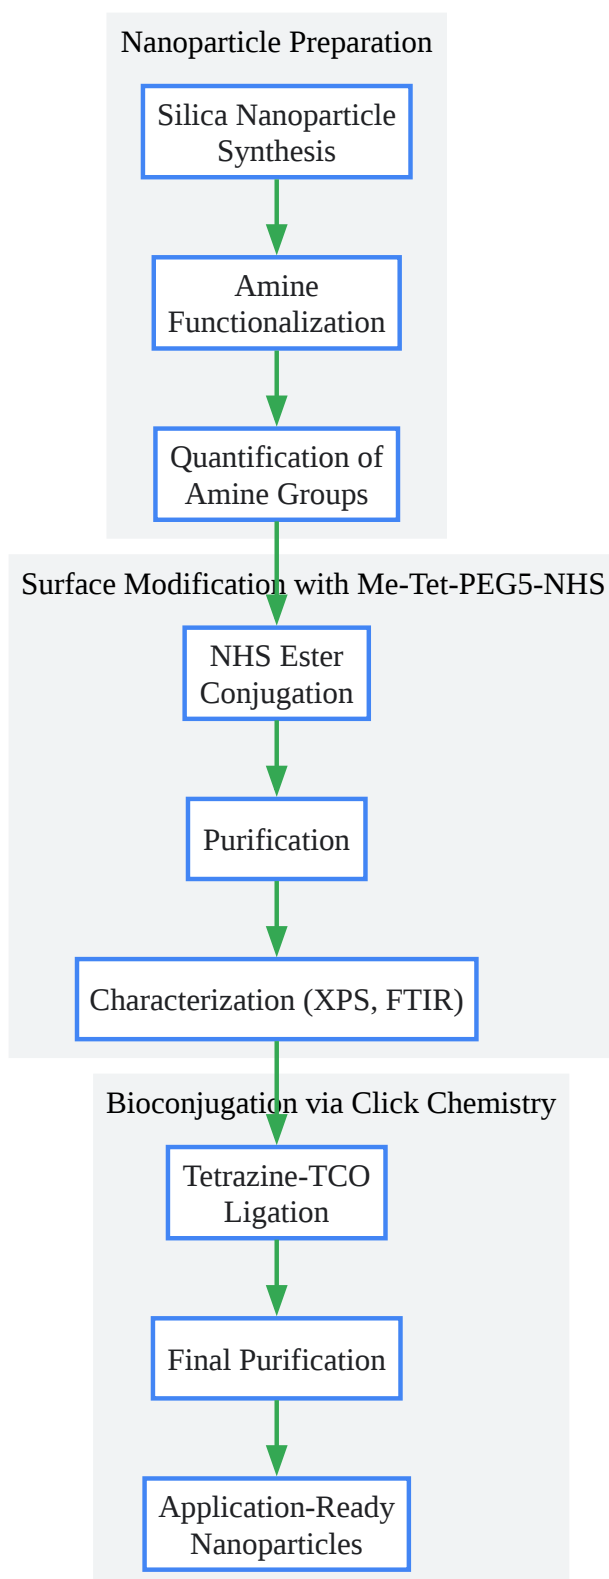 Nanoparticle Preparation
Silica Nanoparticle
Synthesis
Amine
Functionalization
Quantification of
Amine Groups
Surface Modification with Me-Tet-PEG5-NHS
NHS Ester
Conjugation
Purification
Characterization (XPS, FTIR)
Bioconjugation via Click Chemistry
Tetrazine-TCO
Ligation
Final Purification
Application-Ready
Nanoparticles